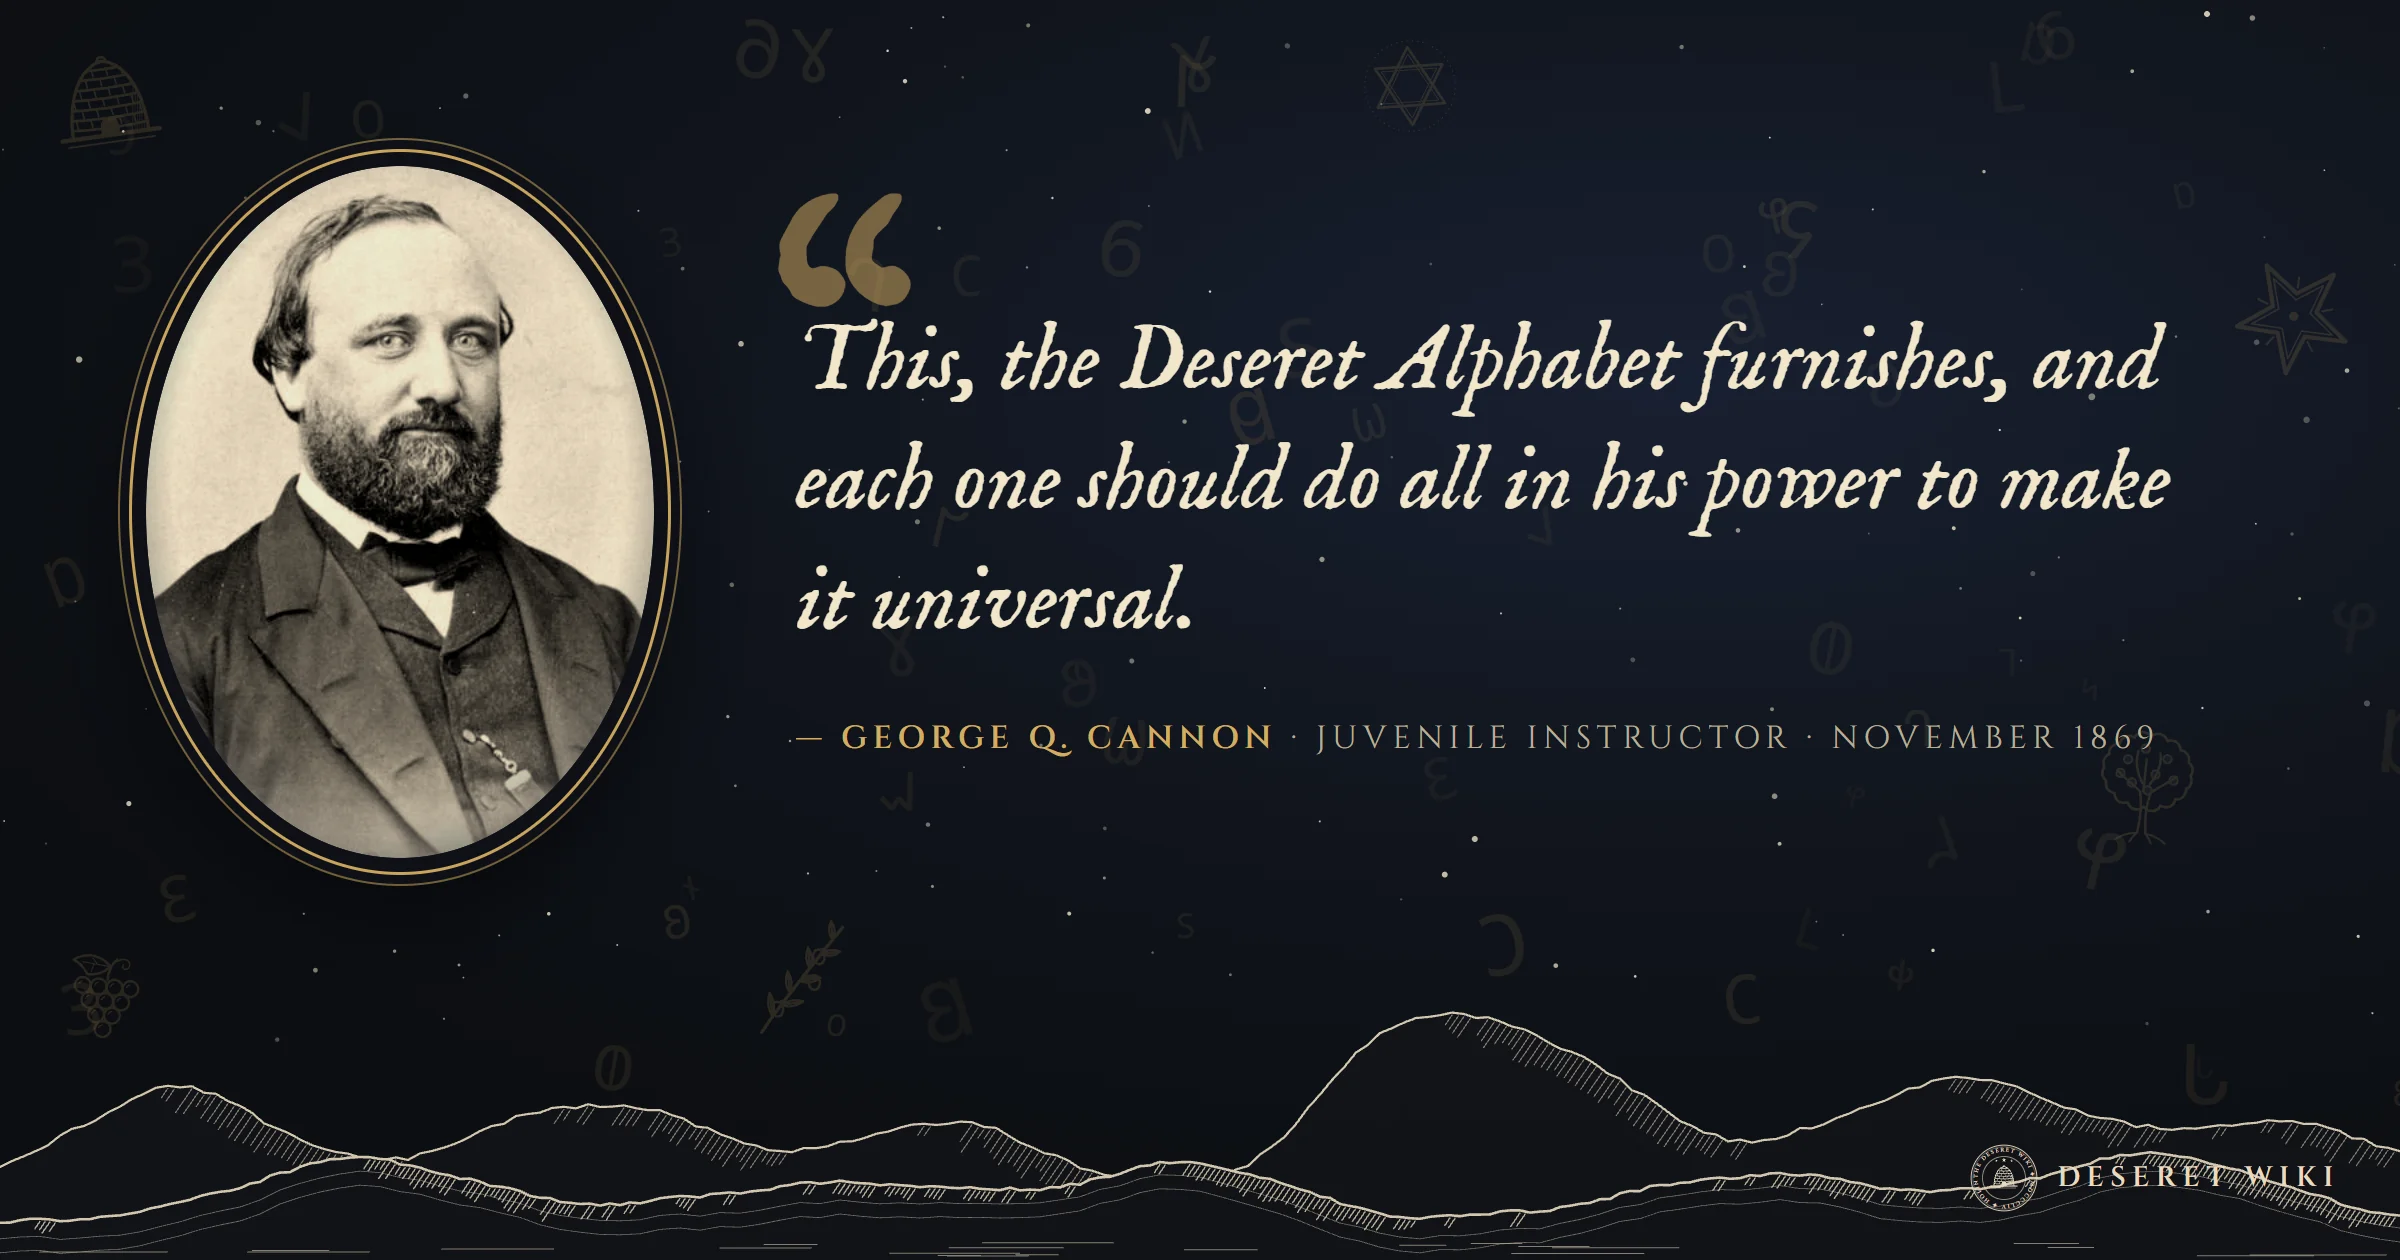 “
This, the Deseret Alphabet furnishes, and
each one should do all in his power to make
it universal.
— GEORGE Q. CANNON · JUVENILE INSTRUCTOR · NOVEMBER 1869
DESERET WIKI